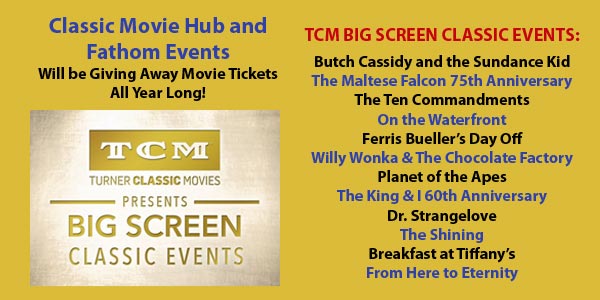 Classic Movie Hub and
Fathom Events
Will be Giving Away Movie Tickets
All Year Long!
TCM
TURNER CLASSIC MOVIES
PRESENTS
BIG SCREEN
CLASSIC EVENTS
TCM BIG SCREEN CLASSIC EVENTS:
Butch Cassidy and the Sundance Kid
The Maltese Falcon 75th Anniversary
The Ten Commandments
On the Waterfront
Ferris Bueller's Day Off
Willy Wonka & The Chocolate Factory
Planet of the Apes
The King & I 60th Anniversary
Dr. Strangelove
The Shining
Breakfast at Tiffany's
From Here to Eternity